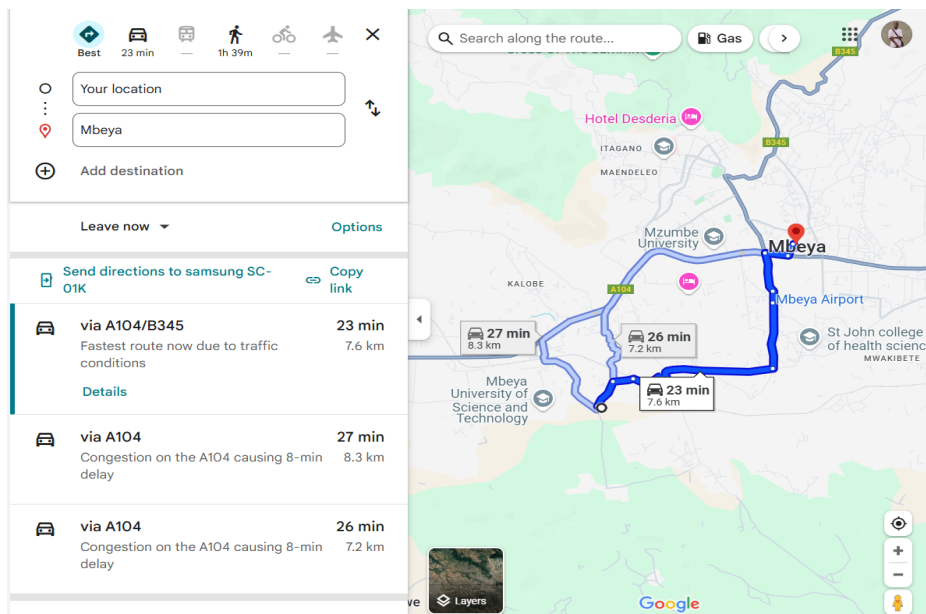 Best
23 min
—
1h 39m
—
—
Your location
Mbeya
Add destination
Leave now
Options
Send directions to samsung SC-
01K
Copy
link
via A104/B345
23 min
Fastest route now due to traffic
conditions
7.6 km
Details
via A104
27 min
Congestion on the A104 causing 8-min
delay
8.3 km
via A104
26 min
Congestion on the A104 causing 8-min
delay
7.2 km
Search along the route...
Gas
B345
Hotel Desderia
ITAGANO
MAENDELEO
B345
Mzumbe
University
Mbeya
KALOBE
A104
Mbeya Airport
27 min
8.3 km
26 min
7.2 km
St John college
of health scienc
MWAKIBETE
Mbeya
University of
Science and
Technology
23 min
7.6 km
Layers
Google